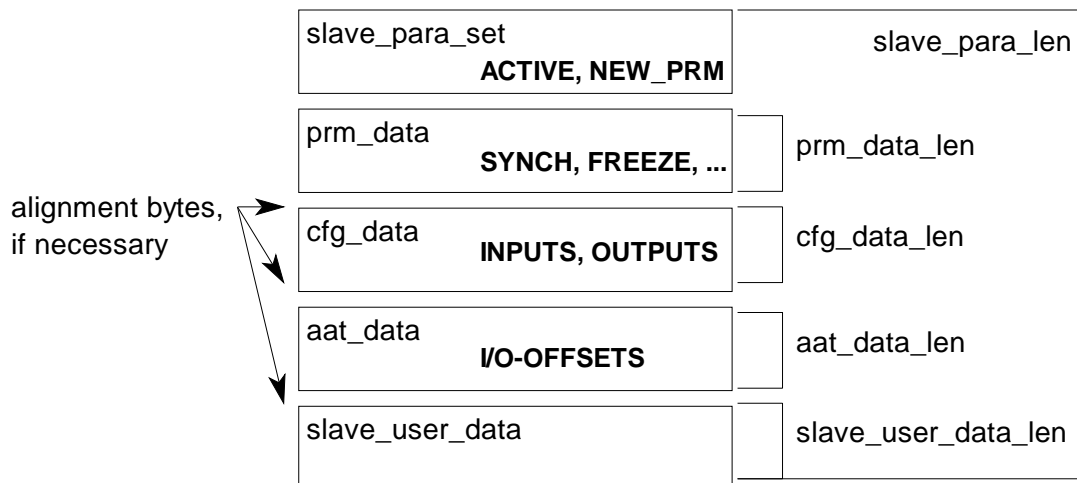 slave_para_set
ACTIVE, NEW_PRM
slave_para_len
prm_data
SYNCH, FREEZE, ...
prm_data_len
alignment bytes,
if necessary
cfg_data
INPUTS, OUTPUTS
cfg_data_len
aat_data
I/O-OFFSETS
aat_data_len
slave_user_data
slave_user_data_len